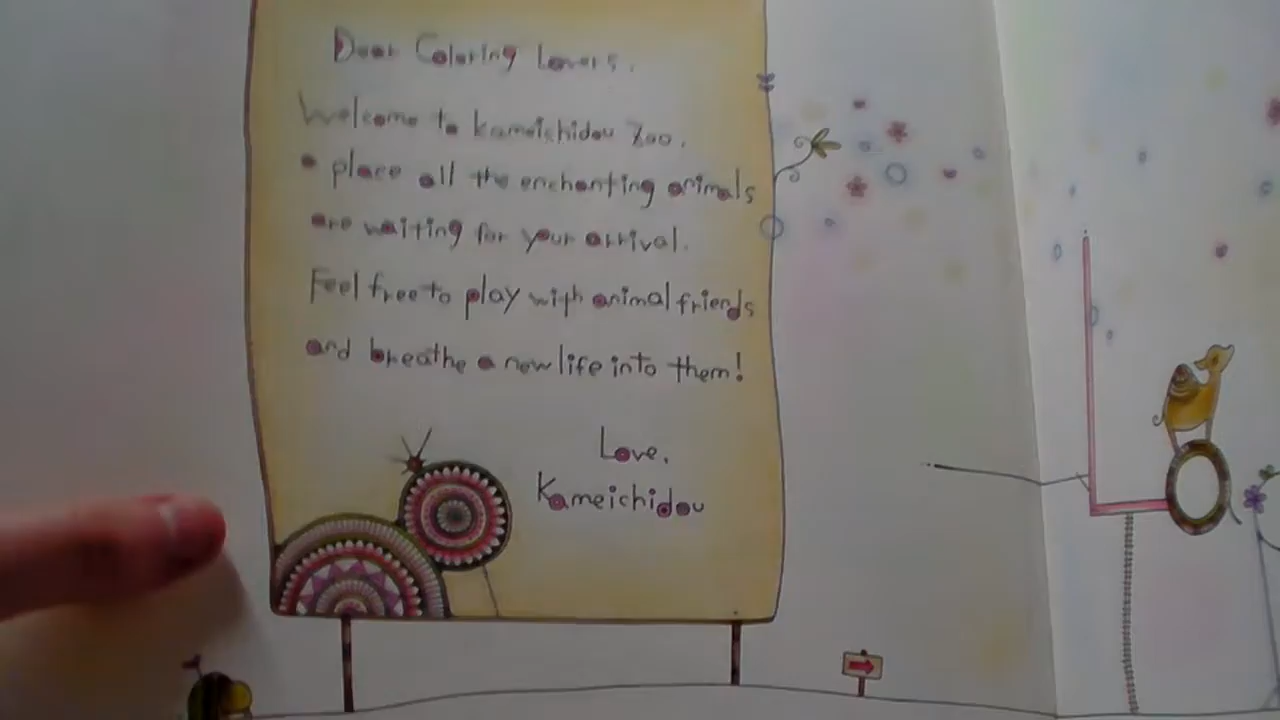 Dear Coloring Lovers,
Welcome to Kameichidou Zoo,
a place all the enchanting animals
are waiting for your arrival.
Feel free to play with animal friends
and breathe a new life into them!
Love,
Kameichidou